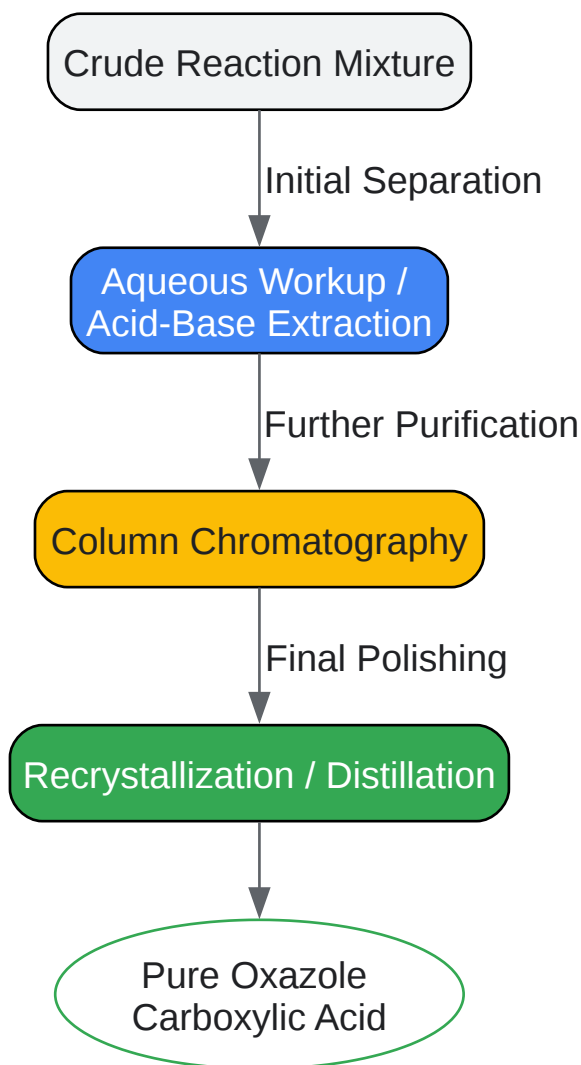 Crude Reaction Mixture
Initial Separation
Aqueous Workup /
Acid-Base Extraction
Further Purification
Column Chromatography
Final Polishing
Recrystallization / Distillation
Pure Oxazole
Carboxylic Acid